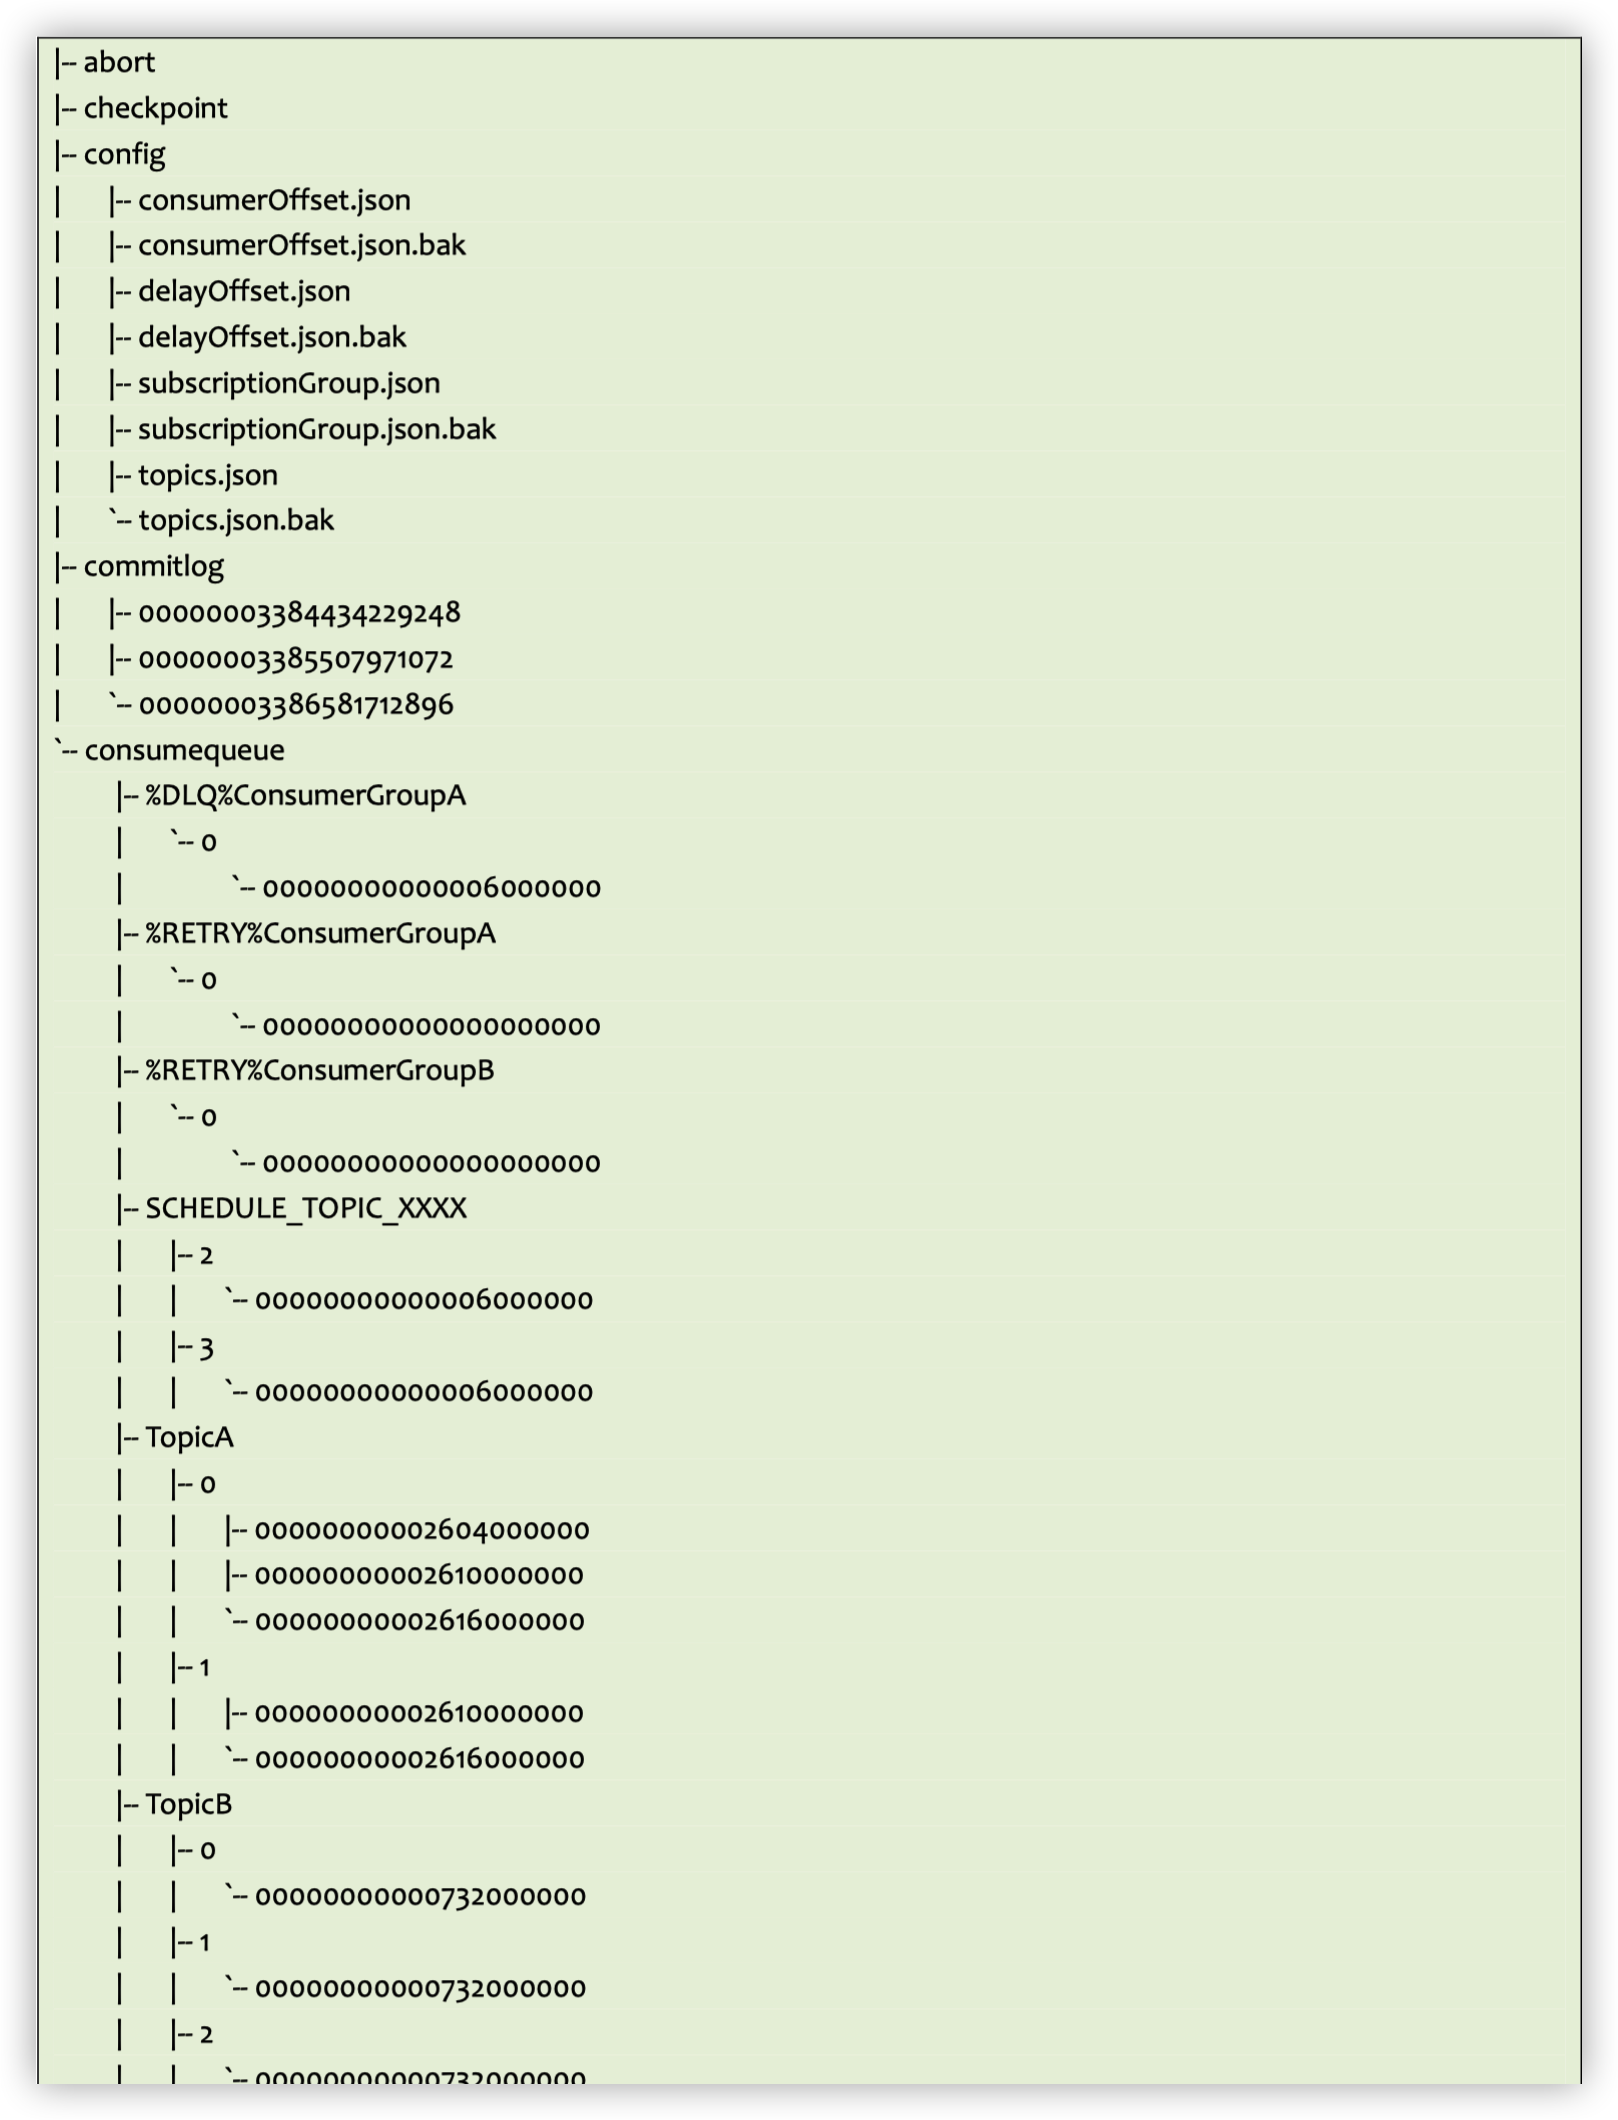 |-- abort
|-- checkpoint
|-- config
| |-- consumerOffset.json
| |-- consumerOffset.json.bak
| |-- delayOffset.json
| |-- delayOffset.json.bak
| |-- subscriptionGroup.json
| |-- subscriptionGroup.json.bak
| |-- topics.json
| `-- topics.json.bak
|-- commitlog
| |-- 00000003384434229248
| |-- 00000003385507971072
| `-- 00000003386581712896
`-- consumequeue
|-- %DLQ%ConsumerGroupA
| `-- 0
| `-- 00000000000006000000
|-- %RETRY%ConsumerGroupA
| `-- 0
| `-- 00000000000000000000
|-- %RETRY%ConsumerGroupB
| `-- 0
| `-- 00000000000000000000
|-- SCHEDULE_TOPIC_XXXX
| |-- 2
| | `-- 00000000000006000000
| |-- 3
| | `-- 00000000000006000000
|-- TopicA
| |-- 0
| | |-- 00000000002604000000
| | |-- 00000000002610000000
| | `-- 00000000002616000000
| |-- 1
| | |-- 00000000002610000000
| | `-- 00000000002616000000
|-- TopicB
| |-- 0
| | `-- 00000000000732000000
| |-- 1
| | `-- 00000000000732000000
| |-- 2
| | `-- 00000000000732000000